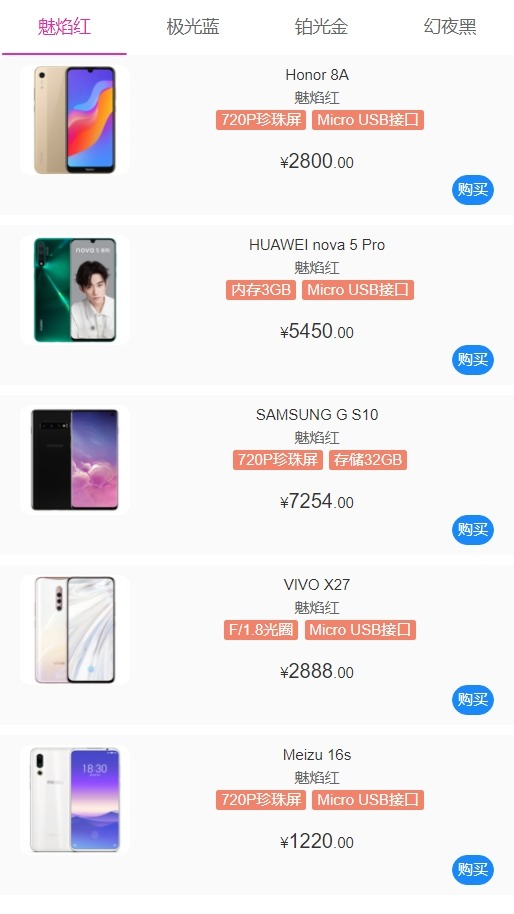 魅焰红 极光蓝 铂光金 幻夜黑
Honor 8A
魅焰红
720P珍珠屏 Micro USB接口
¥2800.00
购买
nova 5
HUAWEI nova 5 Pro
魅焰红
内存3GB Micro USB接口
¥5450.00
购买
SAMSUNG G S10
魅焰红
720P珍珠屏 存储32GB
¥7254.00
购买
VIVO X27
魅焰红
F/1.8光圈 Micro USB接口
¥2888.00
购买
18:30
Meizu 16s
魅焰红
720P珍珠屏 Micro USB接口
¥1220.00
购买